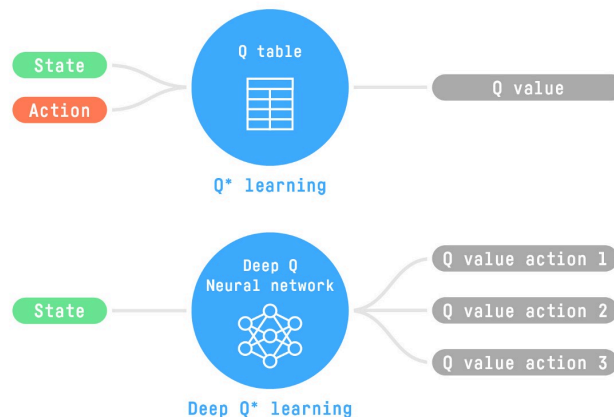 Q table
State
Action
Q value
Q* learning
Deep Q
Neural network
State
Q value action 1
Q value action 2
Q value action 3
Deep Q* learning